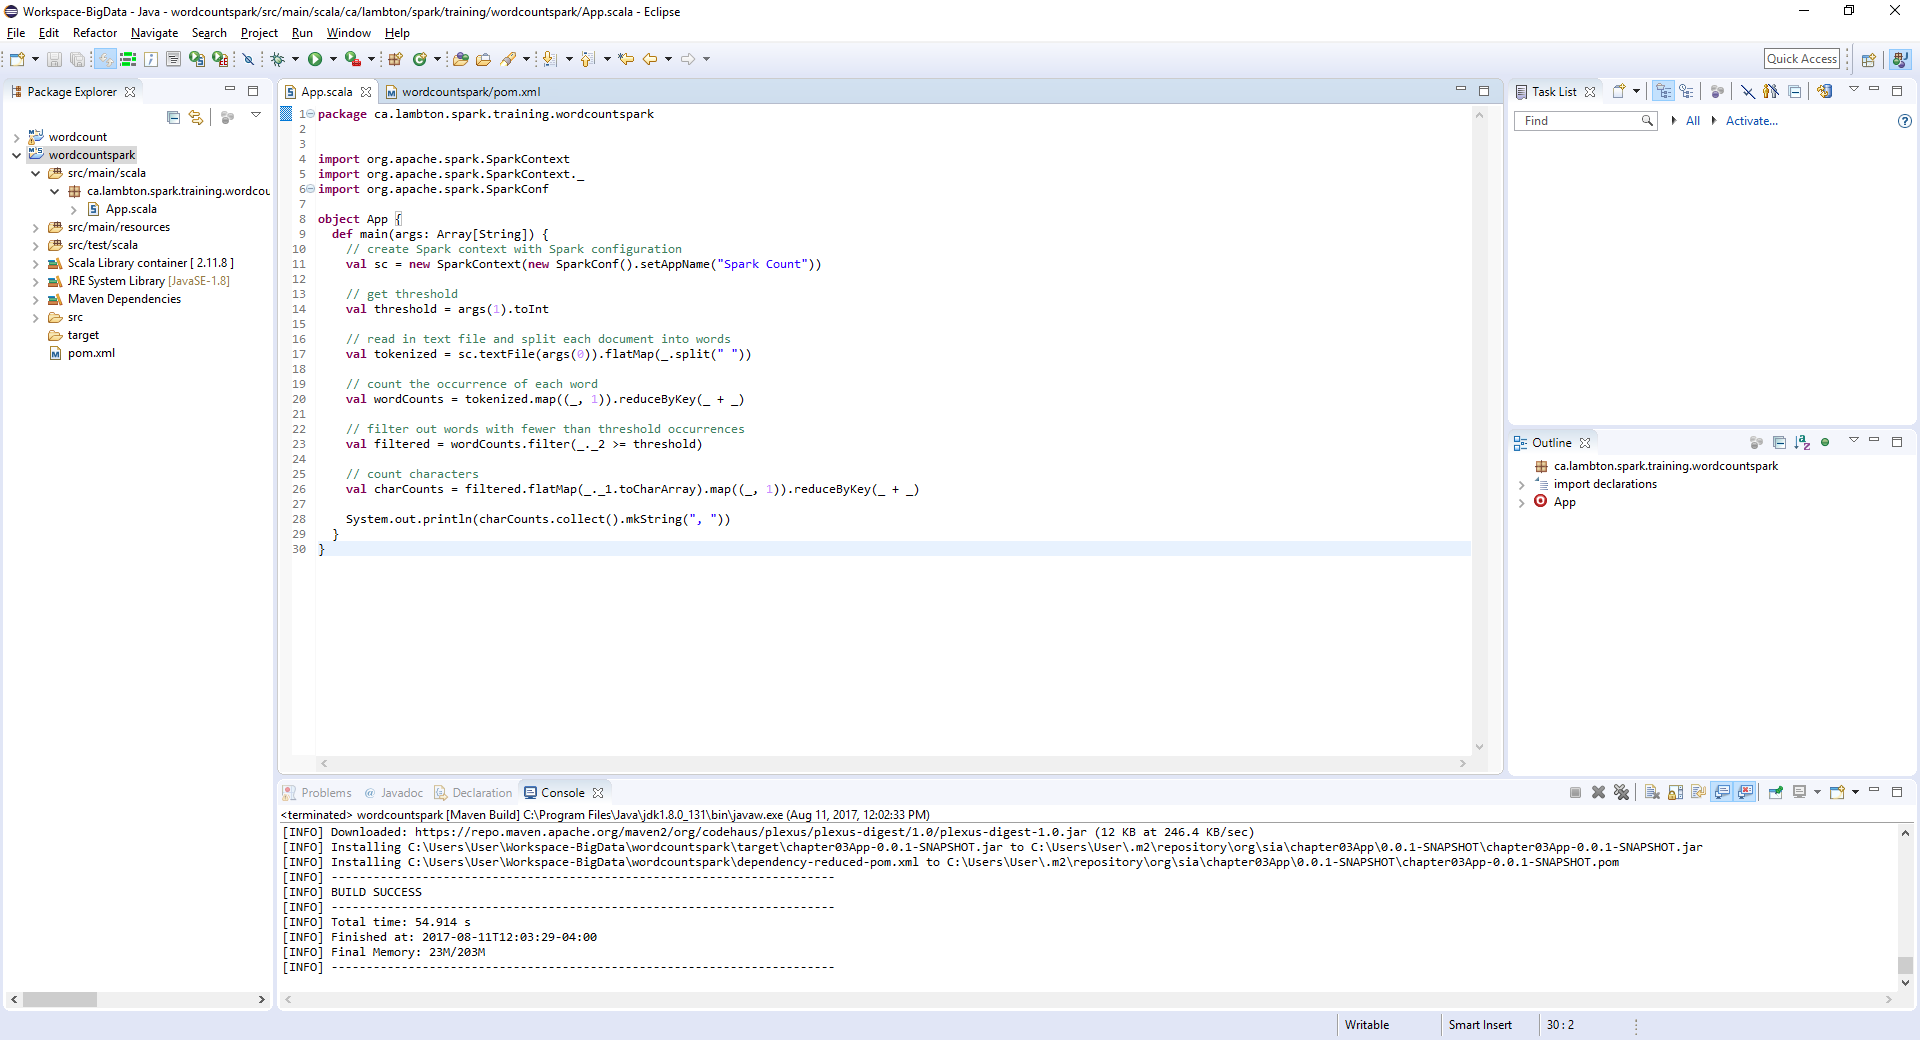 Workspace-BigData - Java - wordcountspark/src/main/scala/ca/lambton/spark/training/wordcountspark/App.scala - Eclipse
File Edit Refactor Navigate Search Project Run Window Help
Quick Access
Package Explorer
wordcount
wordcountspark
src/main/scala
ca.lambton.spark.training.wordcou
App.scala
src/main/resources
src/test/scala
Scala Library container [ 2.11.8 ]
JRE System Library [JavaSE-1.8]
Maven Dependencies
src
target
pom.xml
App.scala wordcountspark/pom.xml
1 package ca.lambton.spark.training.wordcountspark
2
3
4 import org.apache.spark.SparkContext
5 import org.apache.spark.SparkContext._
6 import org.apache.spark.SparkConf
7
8 object App {
9 def main(args: Array[String]) {
10 // create Spark context with Spark configuration
11 val sc = new SparkContext(new SparkConf().setAppName("Spark Count"))
12
13 // get threshold
14 val threshold = args(1).toInt
15
16 // read in text file and split each document into words
17 val tokenized = sc.textFile(args(0)).flatMap(_.split(" "))
18
19 // count the occurrence of each word
20 val wordCounts = tokenized.map((_, 1)).reduceByKey(_ + _)
21
22 // filter out words with fewer than threshold occurrences
23 val filtered = wordCounts.filter(_._2 >= threshold)
24
25 // count characters
26 val charCounts = filtered.flatMap(_._1.toCharArray).map((_, 1)).reduceByKey(_ + _)
27
28 System.out.println(charCounts.collect().mkString(", "))
29 }
30 }
Task List
Find All Activate...
Outline
ca.lambton.spark.training.wordcountspark
import declarations
App
Problems @ Javadoc Declaration Console
<terminated> wordcountspark [Maven Build] C:\Program Files\Java\jdk1.8.0_131\bin\javaw.exe (Aug 11, 2017, 12:02:33 PM)
[INFO] Downloaded: https://repo.maven.apache.org/maven2/org/codehaus/plexus/plexus-digest/1.0/plexus-digest-1.0.jar (12 KB at 246.4 KB/sec)
[INFO] Installing C:\Users\User\Workspace-BigData\wordcountspark\target\chapter03App-0.0.1-SNAPSHOT.jar to C:\Users\User\.m2\repository\org\sia\chapter03App\0.0.1-SNAPSHOT\chapter03App-0.0.1-SNAPSHOT.jar
[INFO] Installing C:\Users\User\Workspace-BigData\wordcountspark\dependency-reduced-pom.xml to C:\Users\User\.m2\repository\org\sia\chapter03App\0.0.1-SNAPSHOT\chapter03App-0.0.1-SNAPSHOT.pom
[INFO] ------------------------------------------------------------------------
[INFO] BUILD SUCCESS
[INFO] ------------------------------------------------------------------------
[INFO] Total time: 54.914 s
[INFO] Finished at: 2017-08-11T12:03:29-04:00
[INFO] Final Memory: 23M/203M
[INFO] ------------------------------------------------------------------------
Writable Smart Insert 30 : 2